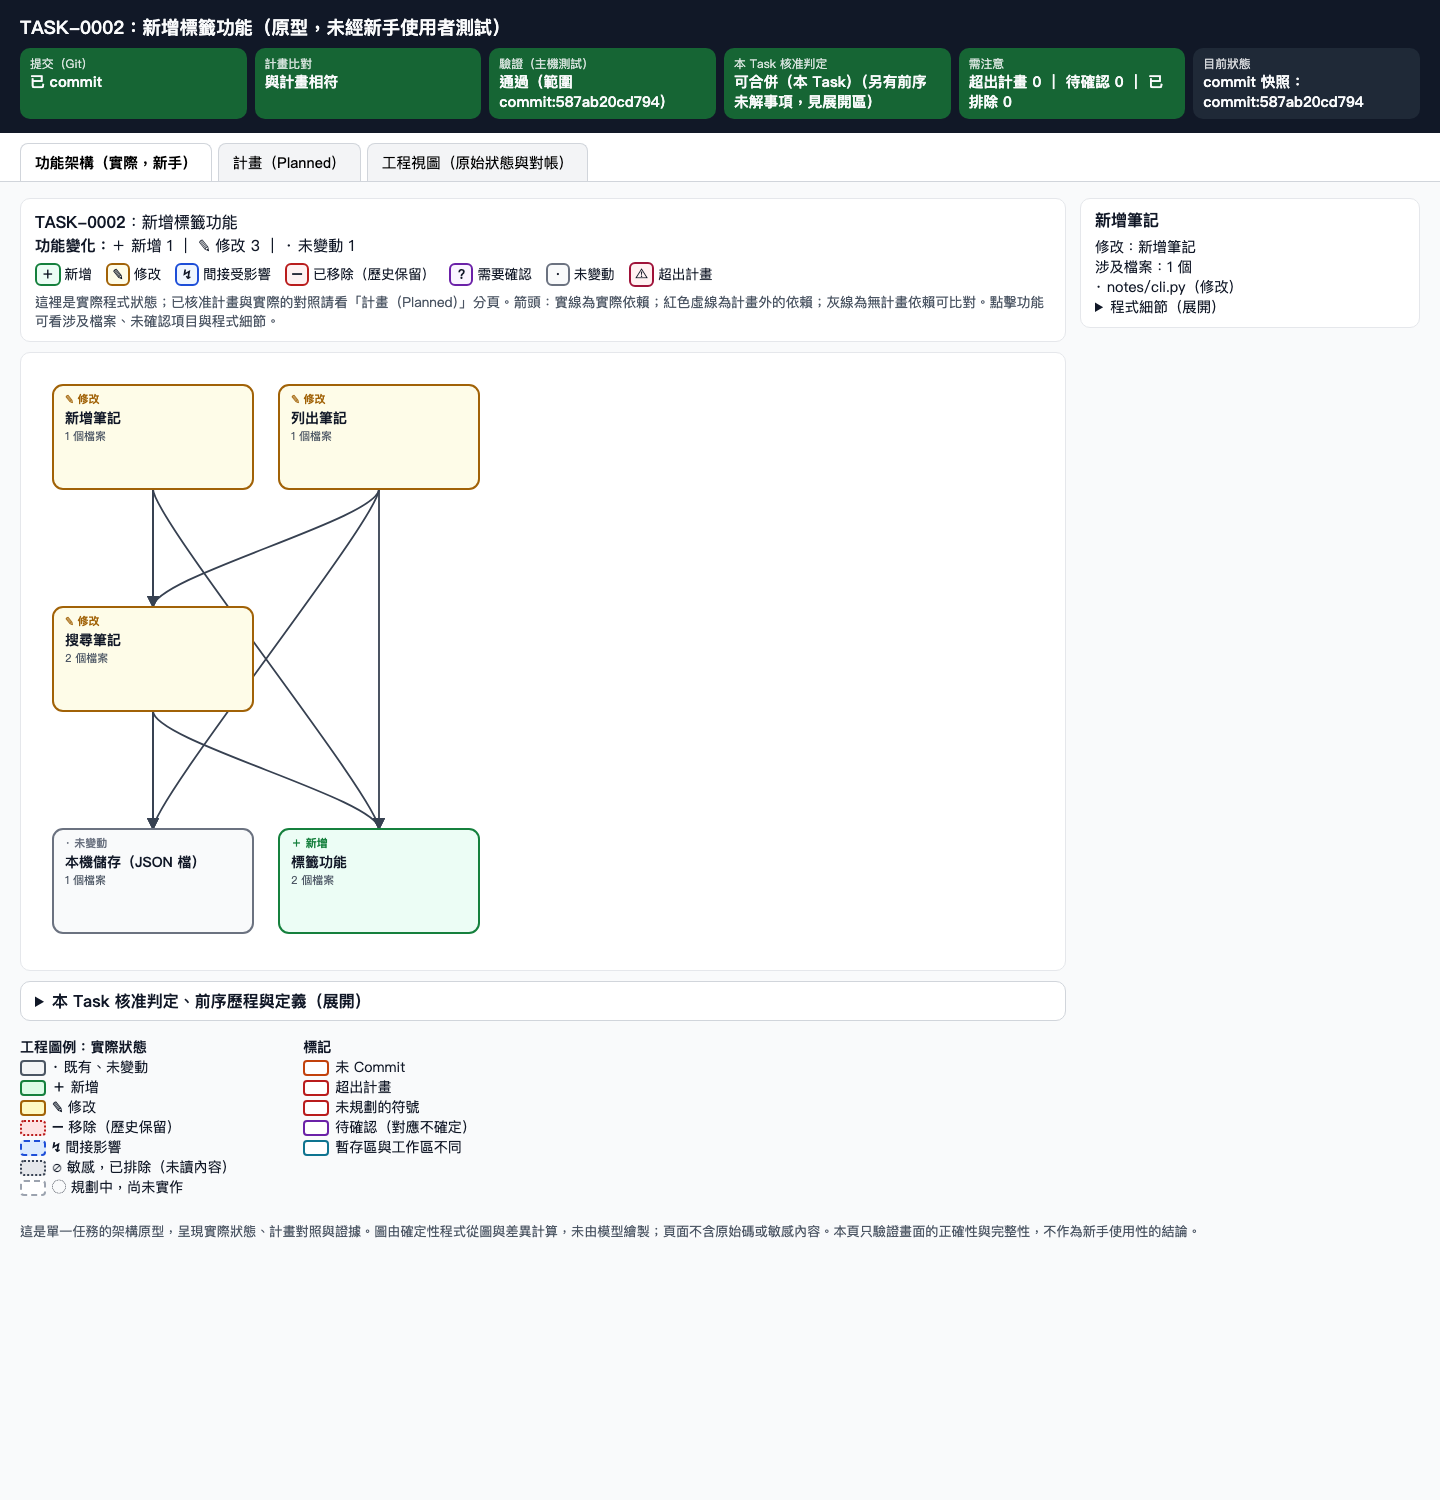 TASK-0002：新增標籤功能（原型，未經新手使用者測試）
提交（Git）
已 commit
計畫比對
與計畫相符
驗證（主機測試）
通過（範圍
commit:587ab20cd794）
本 Task 核准判定
可合併（本 Task）（另有前序
未解事項，見展開區）
需注意
超出計畫 0 ｜ 待確認 0 ｜ 已
排除 0
目前狀態
commit 快照：
commit:587ab20cd794
功能架構（實際，新手）
計畫（Planned）
工程視圖（原始狀態與對帳）
TASK-0002：新增標籤功能
功能變化：＋ 新增 1 ｜ ✎ 修改 3 ｜ · 未變動 1
＋ 新增 ✎ 修改 ↯ 間接受影響 － 已移除（歷史保留） ? 需要確認 · 未變動 ⚠ 超出計畫
這裡是實際程式狀態；已核准計畫與實際的對照請看「計畫（Planned）」分頁。箭頭：實線為實際依賴；紅色虛線為計畫外的依賴；灰線為無計畫依賴可比對。點擊功能
可看涉及檔案、未確認項目與程式細節。
新增筆記
修改：新增筆記
涉及檔案：1 個
· notes/cli.py（修改）
▶ 程式細節（展開）
✎ 修改
新增筆記
1 個檔案
✎ 修改
列出筆記
1 個檔案
✎ 修改
搜尋筆記
2 個檔案
· 未變動
本機儲存（JSON 檔）
1 個檔案
＋ 新增
標籤功能
2 個檔案
▶ 本 Task 核准判定、前序歷程與定義（展開）
工程圖例：實際狀態
· 既有、未變動
＋ 新增
✎ 修改
－ 移除（歷史保留）
↯ 間接影響
⊘ 敏感，已排除（未讀內容）
◌ 規劃中，尚未實作
標記
未 Commit
超出計畫
未規劃的符號
待確認（對應不確定）
暫存區與工作區不同
這是單一任務的架構原型，呈現實際狀態、計畫對照與證據。圖由確定性程式從圖與差異計算，未由模型繪製；頁面不含原始碼或敏感內容。本頁只驗證畫面的正確性與完整性，不作為新手使用性的結論。